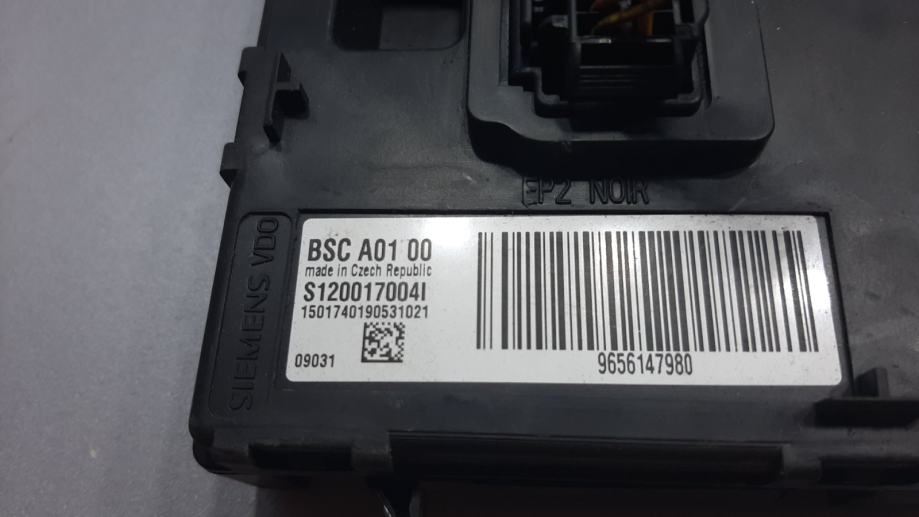 EP2 NOIR
SIEMENS VDO
BSC A01 00
made in Czech Republic
S120017004I
1501740190531021
09031
9656147980